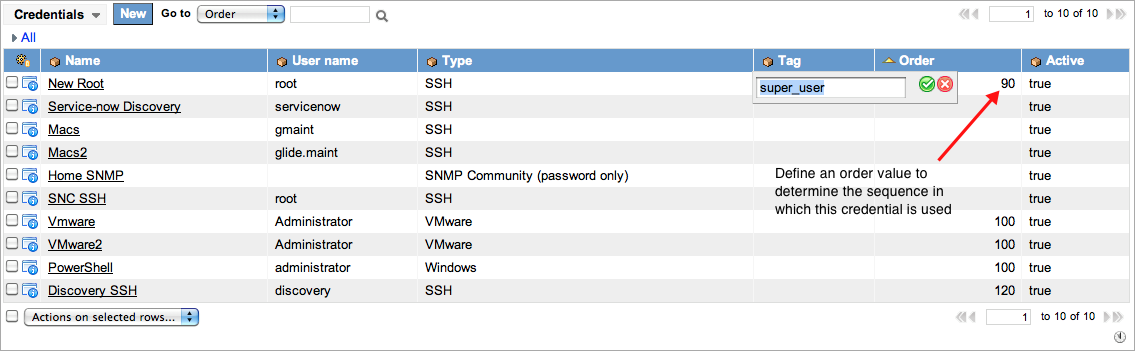 Credentials New Go to Order 1 to 10 of 10
All
Name User name Type Tag Order Active
New Root root SSH super_user 90 true
Service-now Discovery servicenow SSH true
Macs gmaint SSH true
Macs2 glide.maint SSH true
Home SNMP SNMP Community (password only) true
Define an order value to
determine the sequence in
which this credential is used
SNC SSH root SSH true
Vmware Administrator VMware 100 true
VMware2 Administrator VMware 100 true
PowerShell administrator Windows 100 true
Discovery SSH discovery SSH 120 true
Actions on selected rows... 1 to 10 of 10